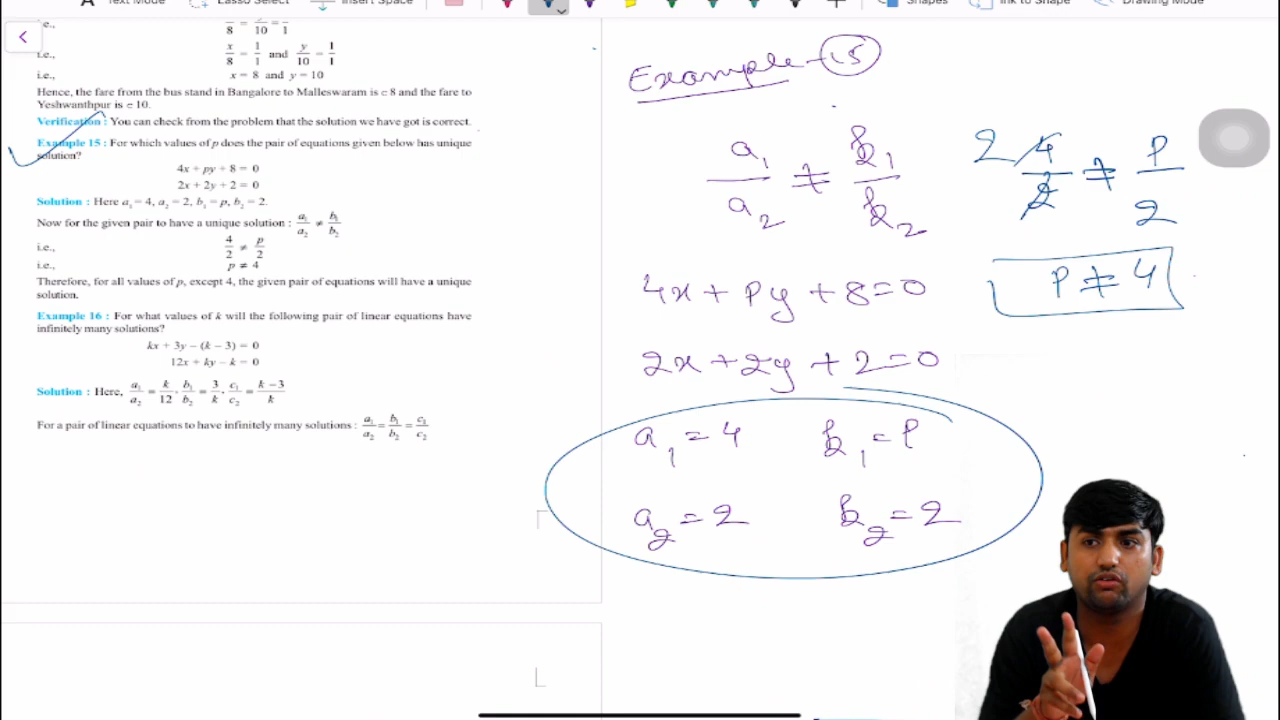 Text Mode Lasso Select Insert Space Shapes Ink to Shape Drawing Mode
i.e., 8 = 10 = 1
i.e., x/8 = 1/1 and y/10 = 1/1
i.e., x = 8 and y = 10
Hence, the fare from the bus stand in Bangalore to Malleswaram is ₹ 8 and the fare to
Yeshwanthpur is ₹ 10.
Verification : You can check from the problem that the solution we have got is correct.
Example 15 : For which values of p does the pair of equations given below has unique
solution?
4x + py + 8 = 0
2x + 2y + 2 = 0
Solution : Here a₁ = 4, a₂ = 2, b₁ = p, b₂ = 2.
Now for the given pair to have a unique solution : a₁/a₂ ≠ b₁/b₂
i.e., 4/2 ≠ p/2
i.e., p ≠ 4
Therefore, for all values of p, except 4, the given pair of equations will have a unique
solution.
Example 16 : For what values of k will the following pair of linear equations have
infinitely many solutions?
kx + 3y – (k – 3) = 0
12x + ky – k = 0
Solution : Here, a₁/a₂ = k/12, b₁/b₂ = 3/k, c₁/c₂ = k – 3/k
For a pair of linear equations to have infinitely many solutions : a₁/a₂ = b₁/b₂ = c₁/c₂
Example - 15
a₁/a₂ ≠ b₁/b₂
4x + Py + 8 = 0
2x + 2y + 2 = 0
a₁ = 4 b₁ = P
a₂ = 2 b₂ = 2
2 4/2 ≠ P/2
P ≠ 4